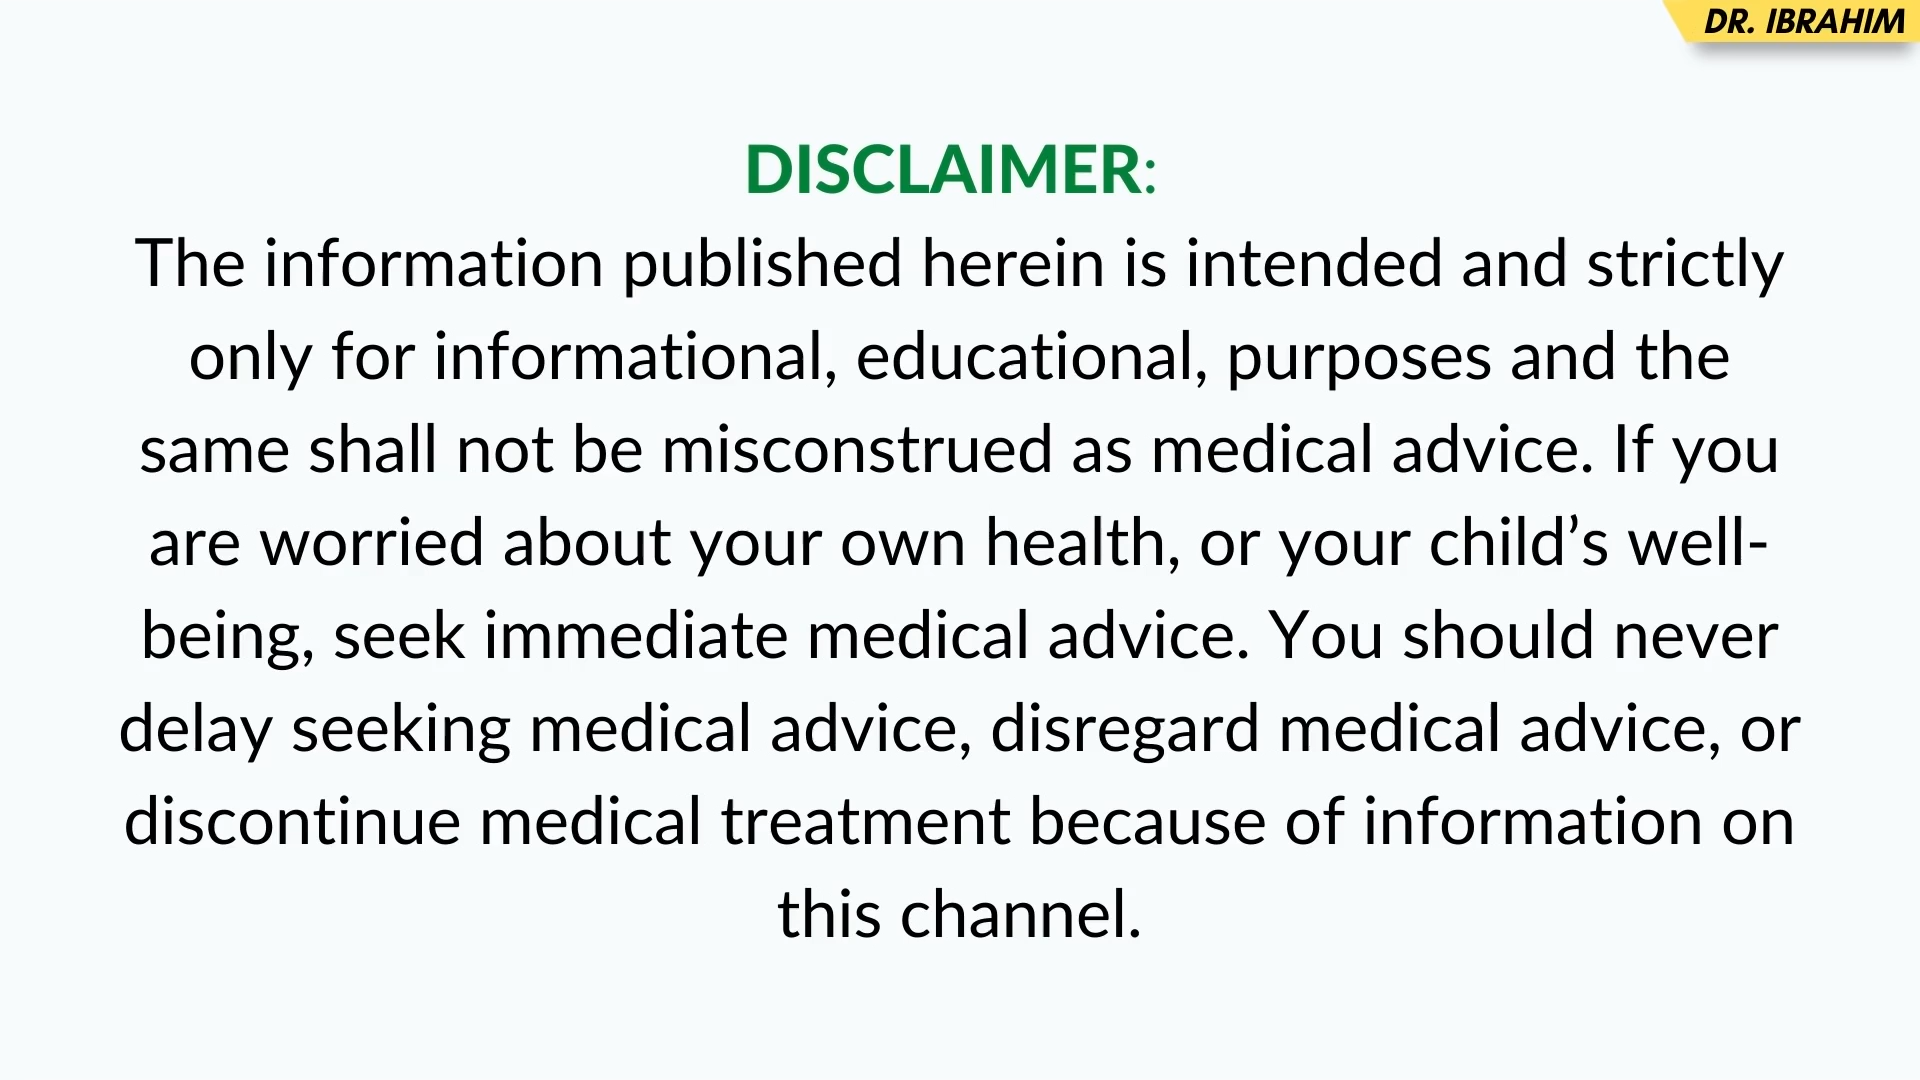 DR. IBRAHIM
DISCLAIMER:
The information published herein is intended and strictly
only for informational, educational, purposes and the
same shall not be misconstrued as medical advice. If you
are worried about your own health, or your child’s well-
being, seek immediate medical advice. You should never
delay seeking medical advice, disregard medical advice, or
discontinue medical treatment because of information on
this channel.